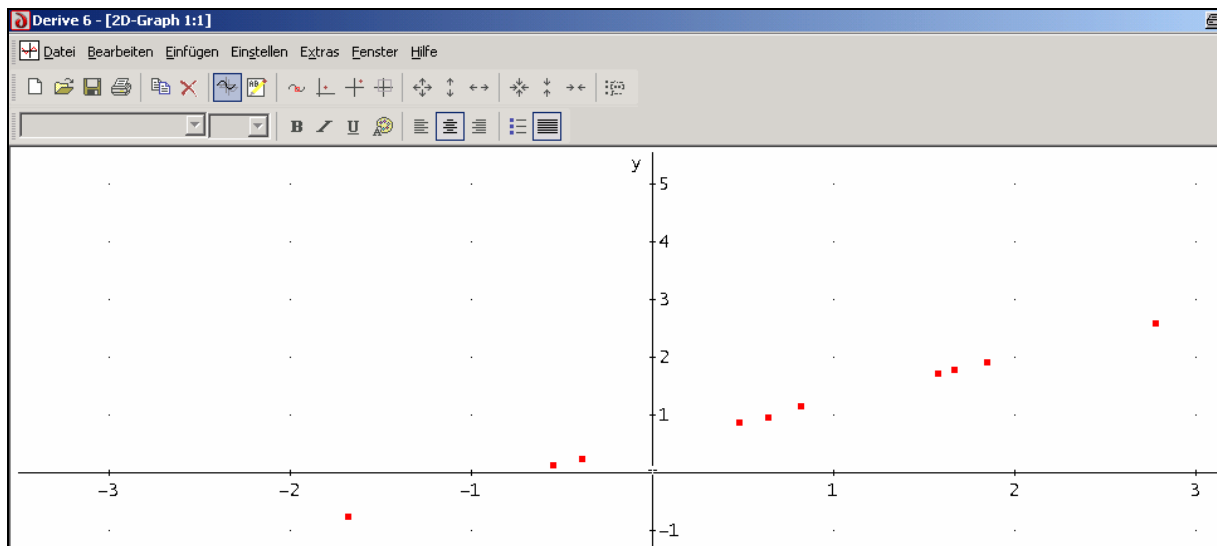 Derive 6 - [2D-Graph 1:1]
Datei Bearbeiten Einfügen Einstellen Extras Fenster Hilfe
B I U
y
5
4
3
2
1
-3 -2 -1 1 2 3
-1